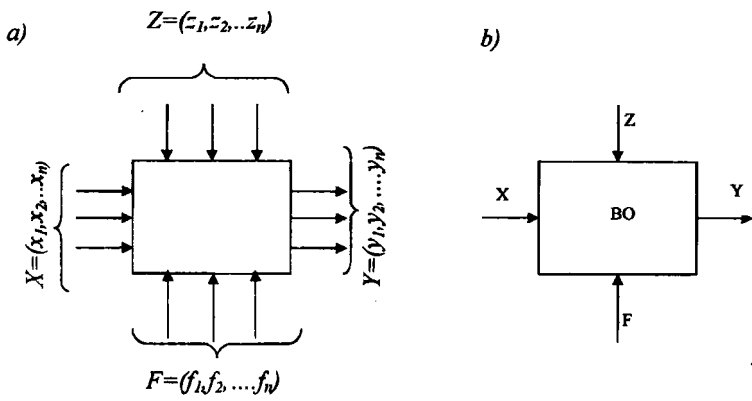 a)
Z=(z₁,z₂,..zₙ)
X=(x₁,x₂,...xₙ)
Y=(y₁,y₂,....yₙ)
F=(f₁,f₂,....fₙ)
b)
Z
X
BO
Y
F